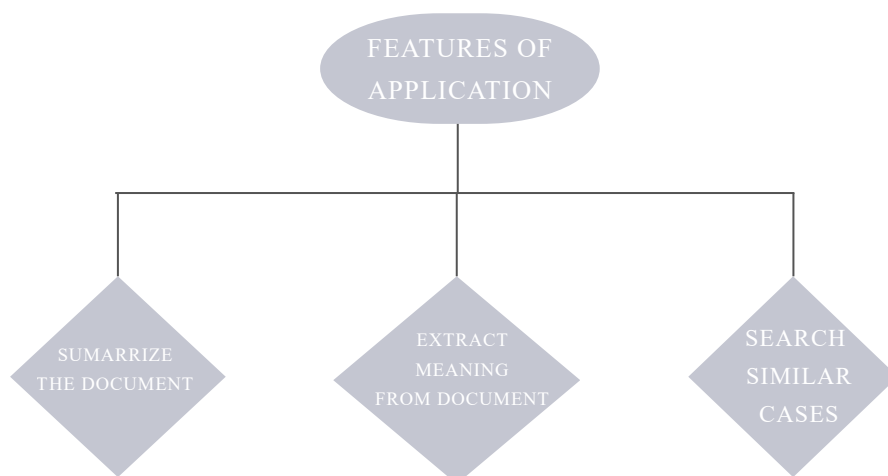 FEATURES OF
APPLICATION
SUMARRIZE
THE DOCUMENT
EXTRACT
MEANING
FROM DOCUMENT
SEARCH
SIMILAR
CASES